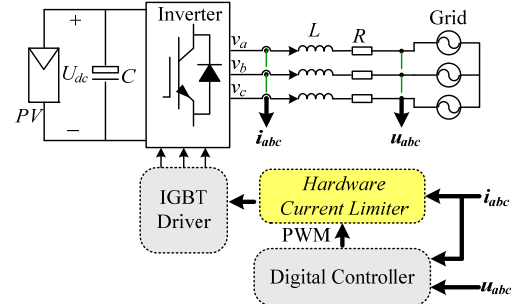 Inverter
Grid
+
L
R
v_a
U_dc
C
v_b
PV
v_c
−
i_abc
u_abc
IGBT
Driver
Hardware
Current Limiter
i_abc
PWM
Digital Controller
u_abc